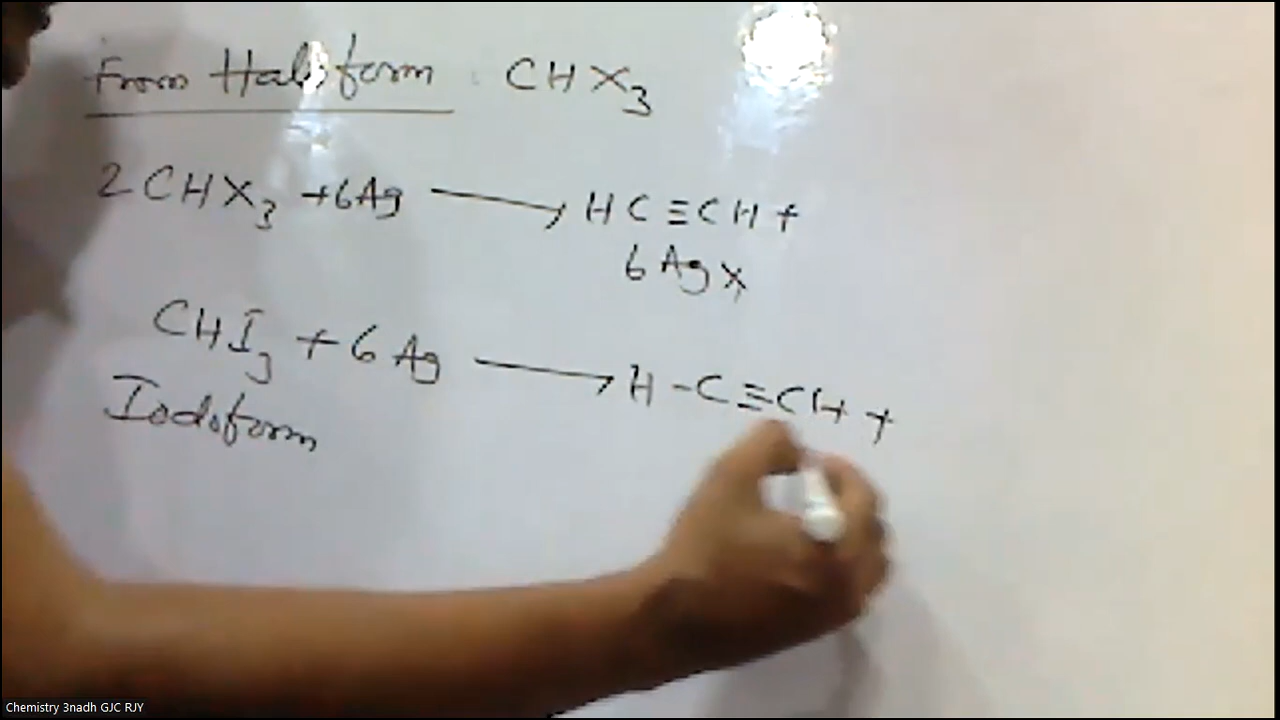 From Haloform : CHX3
2CHX3 + 6Ag → HC≡CH +
6AgX
CHI3 + 6Ag → H-C≡CH +
Iodoform
Chemistry 3nadh GJC RJY